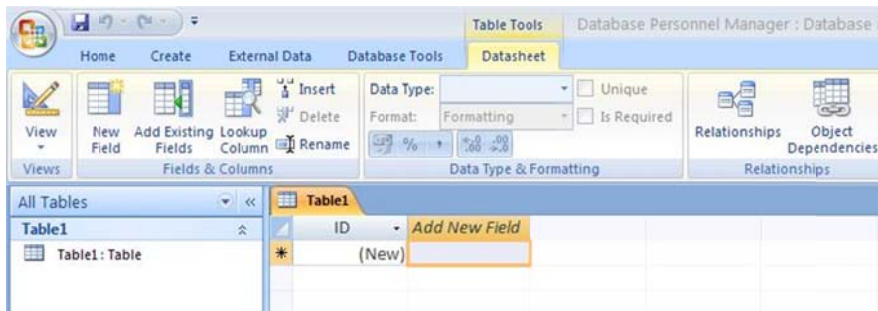 Table Tools
Database Personnel Manager : Database
Home Create External Data Database Tools Datasheet
View
New Field
Add Existing Fields
Lookup Column
Insert
Delete
Rename
Data Type:
Format: Formatting
Unique
Is Required
% ,
Relationships
Object Dependencies
Views
Fields & Columns
Data Type & Formatting
Relationships
All Tables
Table1
Table1
Table1 : Table
ID Add New Field
(New)